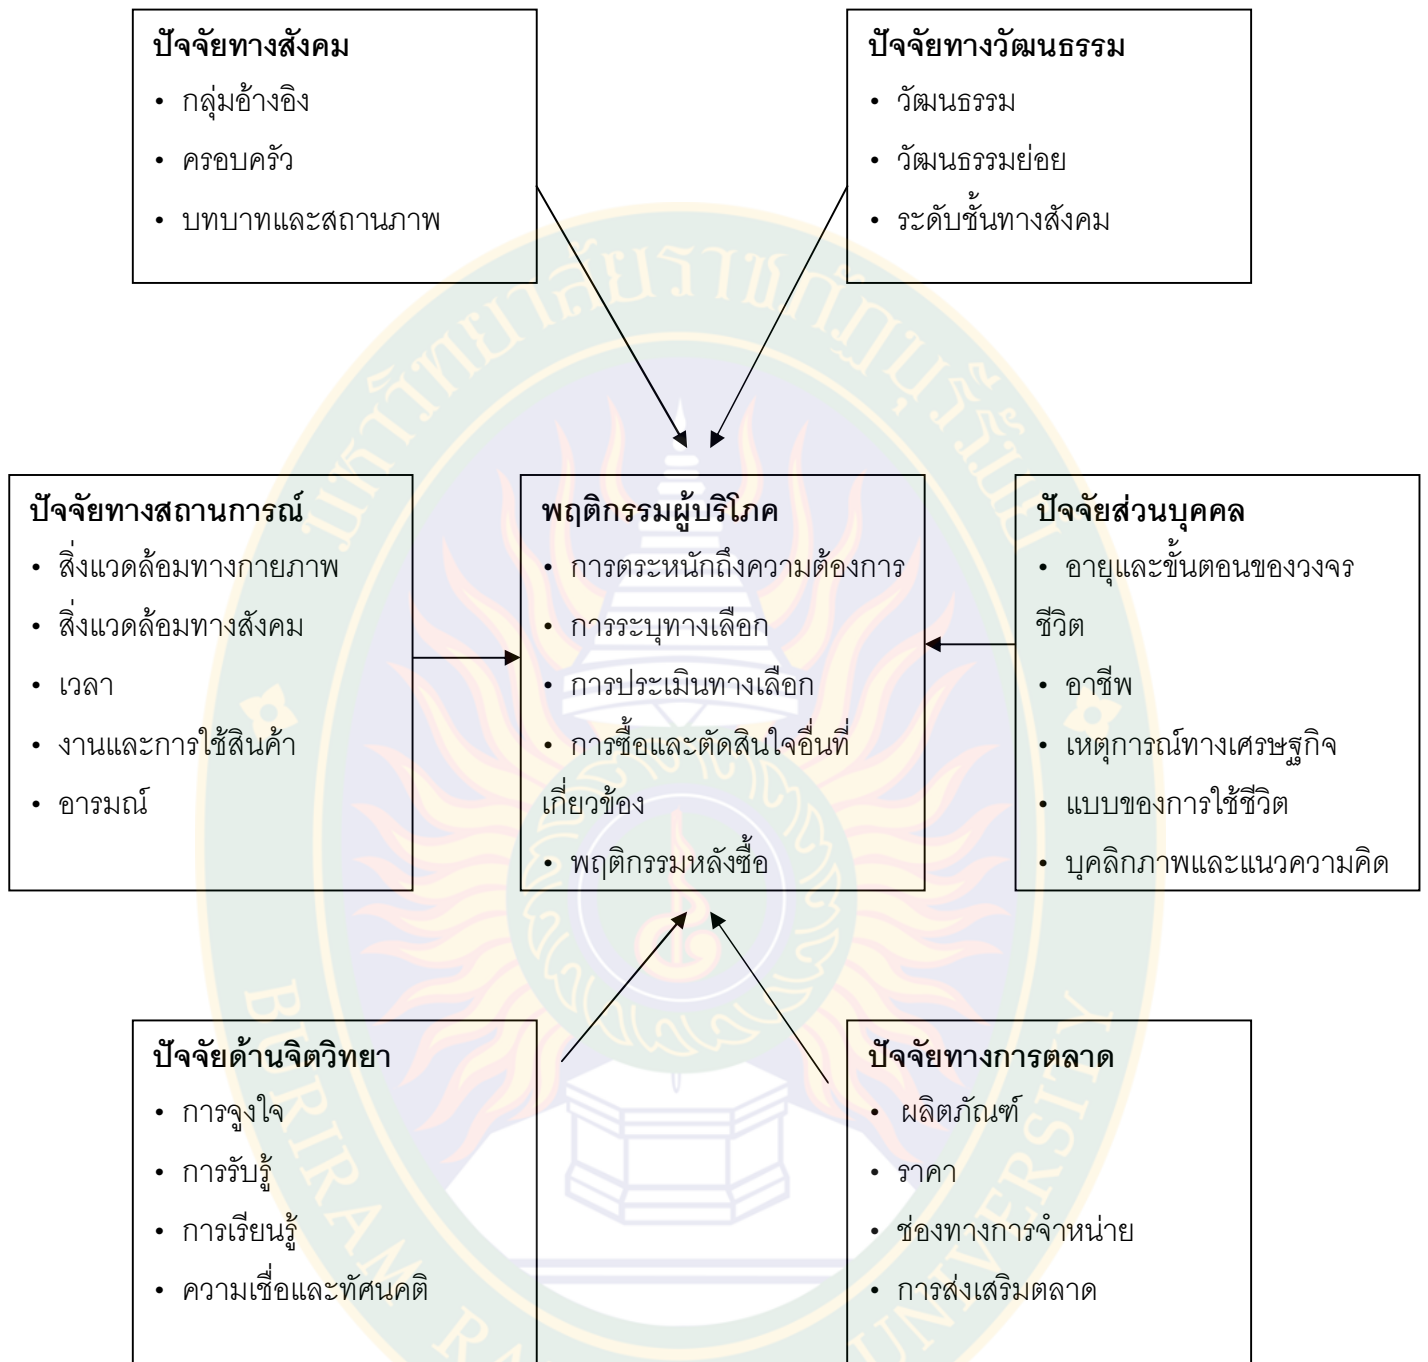 ปัจจัยทางสังคม
• กลุ่มอ้างอิง
• ครอบครัว
• บทบาทและสถานภาพ
ปัจจัยทางวัฒนธรรม
• วัฒนธรรม
• วัฒนธรรมย่อย
• ระดับชั้นทางสังคม
ปัจจัยทางสถานการณ์
• สิ่งแวดล้อมทางกายภาพ
• สิ่งแวดล้อมทางสังคม
• เวลา
• งานและการใช้สินค้า
• อารมณ์
พฤติกรรมผู้บริโภค
• การตระหนักถึงความต้องการ
• การระบุทางเลือก
• การประเมินทางเลือก
• การซื้อและตัดสินใจอื่นที่
เกี่ยวข้อง
• พฤติกรรมหลังซื้อ
ปัจจัยส่วนบุคคล
• อายุและขั้นตอนของวงจร
ชีวิต
• อาชีพ
• เหตุการณ์ทางเศรษฐกิจ
• แบบของการใช้ชีวิต
• บุคลิกภาพและแนวความคิด
ปัจจัยด้านจิตวิทยา
• การจูงใจ
• การรับรู้
• การเรียนรู้
• ความเชื่อและทัศนคติ
ปัจจัยทางการตลาด
• ผลิตภัณฑ์
• ราคา
• ช่องทางการจำหน่าย
• การส่งเสริมตลาด
มหาวิทยาลัยราชภัฏบุรีรัมย์
BURIRAM RA
UNIVERSITY